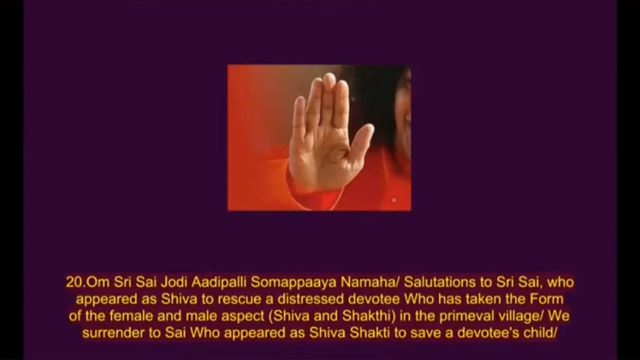 20.Om Sri Sai Jodi Aadipalli Somappaaya Namaha/ Salutations to Sri Sai, who
appeared as Shiva to rescue a distressed devotee Who has taken the Form
of the female and male aspect (Shiva and Shakthi) in the primeval village/ We
surrender to Sai Who appeared as Shiva Shakti to save a devotee's child/